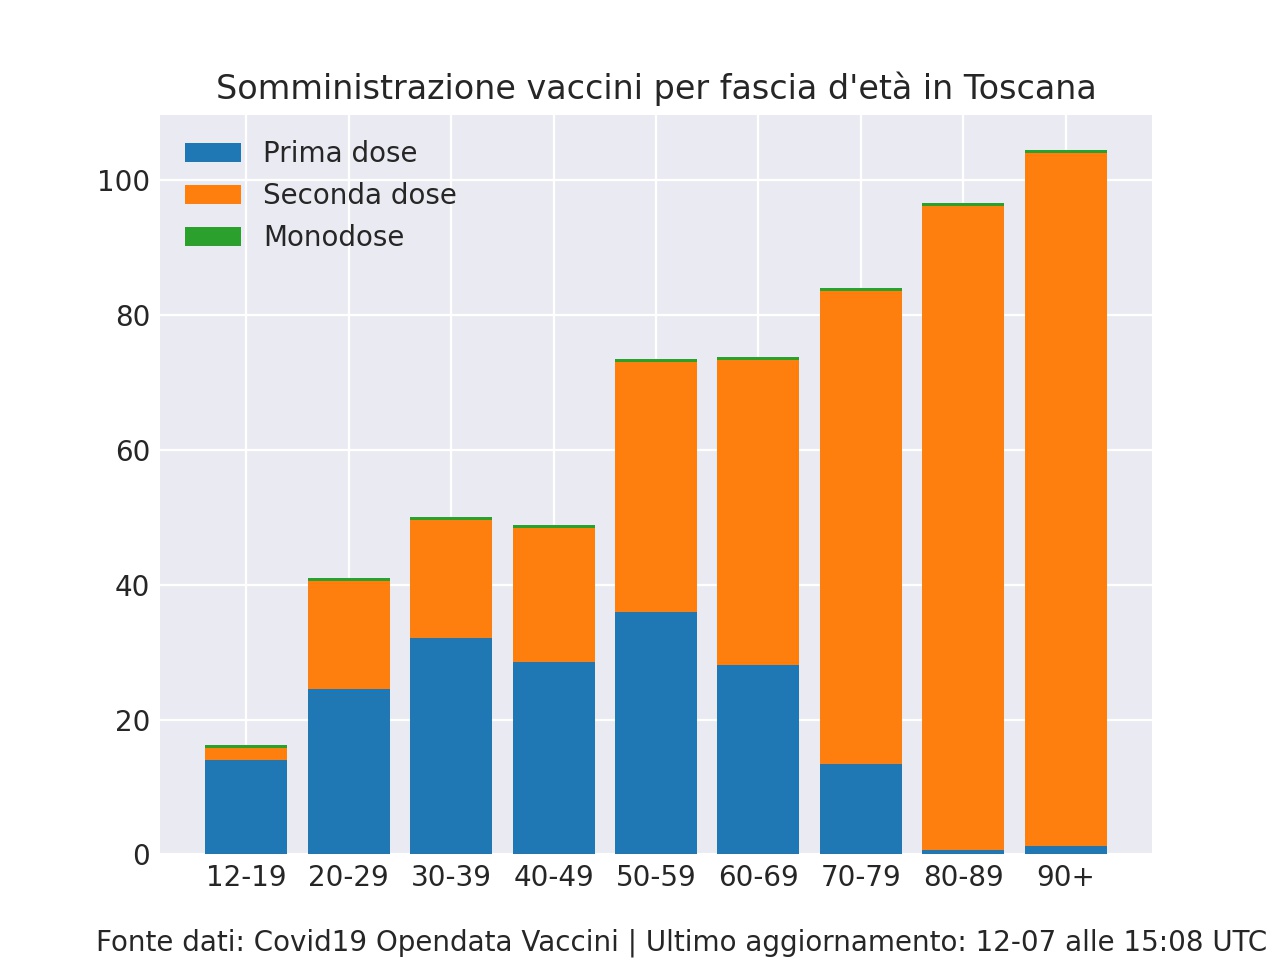 Somministrazione vaccini per fascia d'età in Toscana
Prima dose
Seconda dose
Monodose
100
80
60
40
20
0
12-19 20-29 30-39 40-49 50-59 60-69 70-79 80-89 90+
Fonte dati: Covid19 Opendata Vaccini | Ultimo aggiornamento: 12-07 alle 15:08 UTC